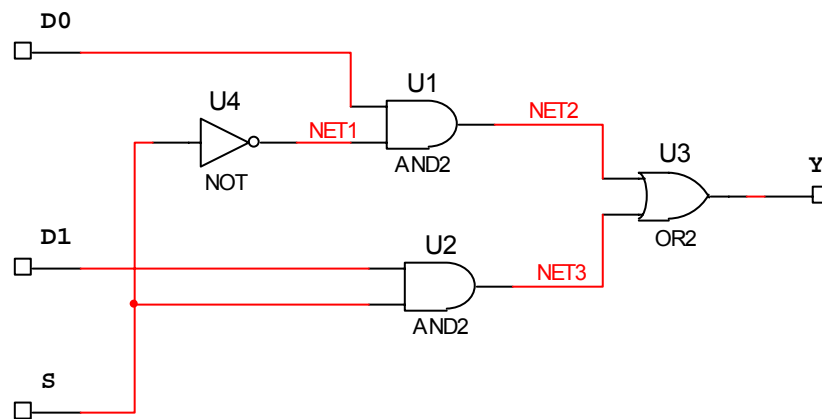 D0
U4
NOT
NET1
U1
AND2
NET2
U3
OR2
Y
D1
U2
AND2
NET3
S